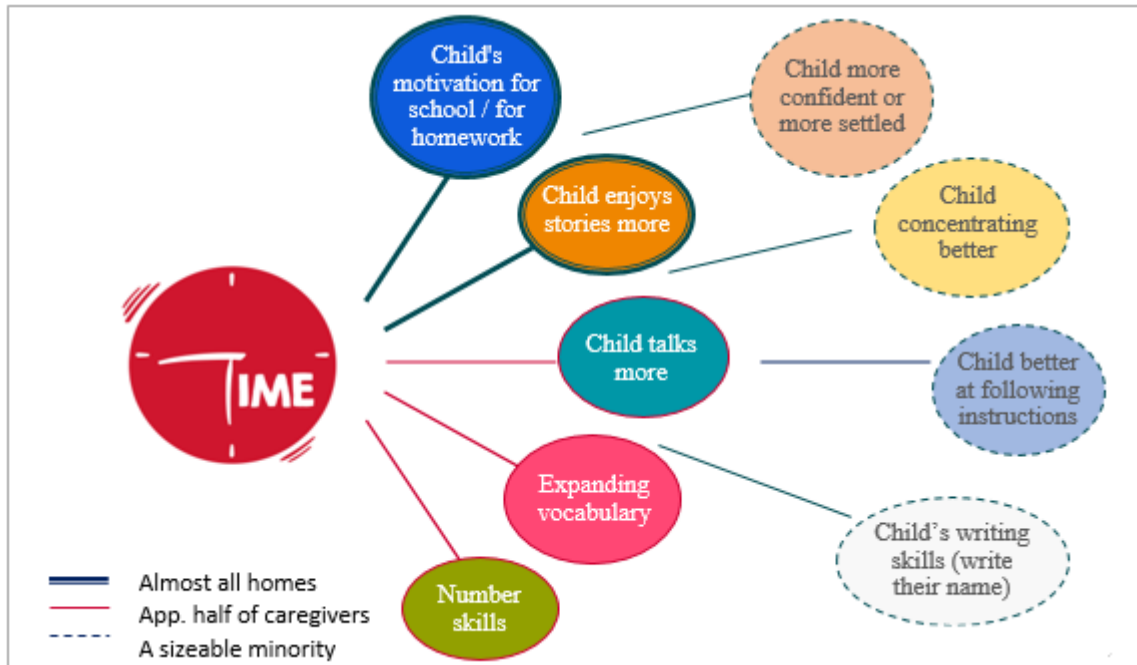 Child's
motivation for
school / for
homework
Child more
confident or
more settled
Child enjoys
stories more
Child
concentrating
better
TIME
Child talks
more
Child better
at following
instructions
Expanding
vocabulary
Child’s writing
skills (write
their name)
Number
skills
Almost all homes
App. half of caregivers
A sizeable minority